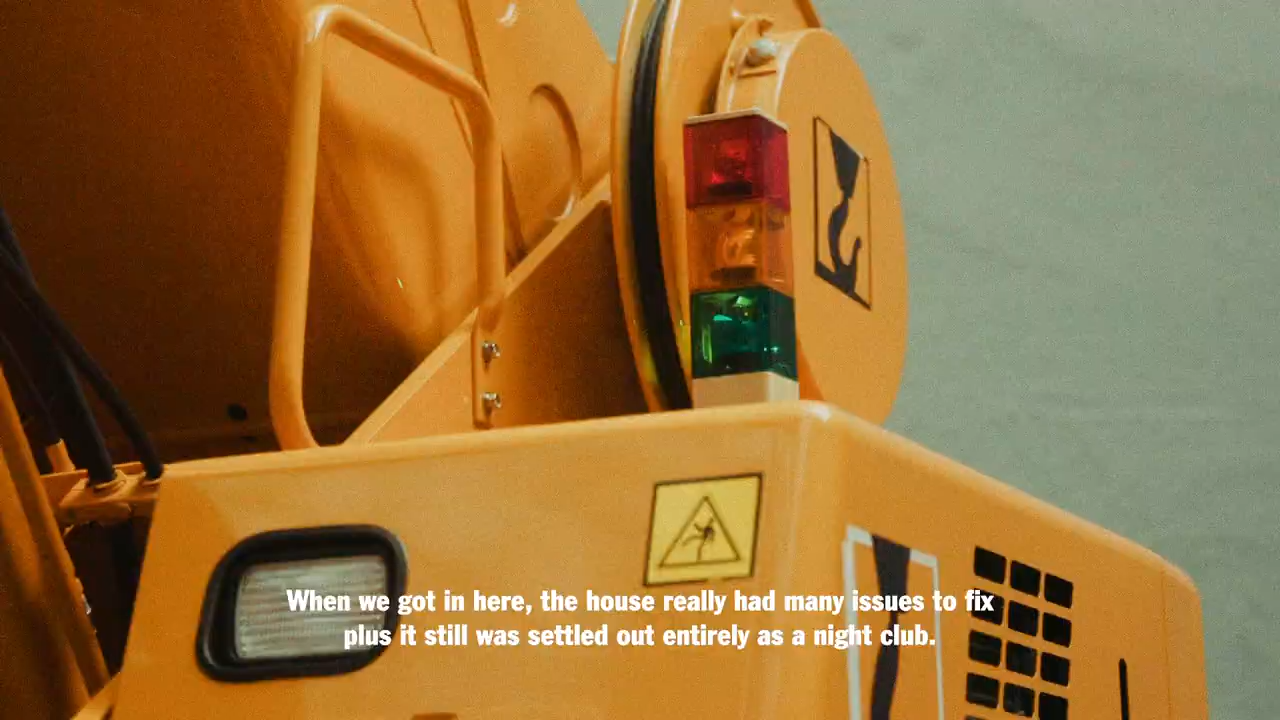 When we got in here, the house really had many issues to fix
plus it still was settled out entirely as a night club.